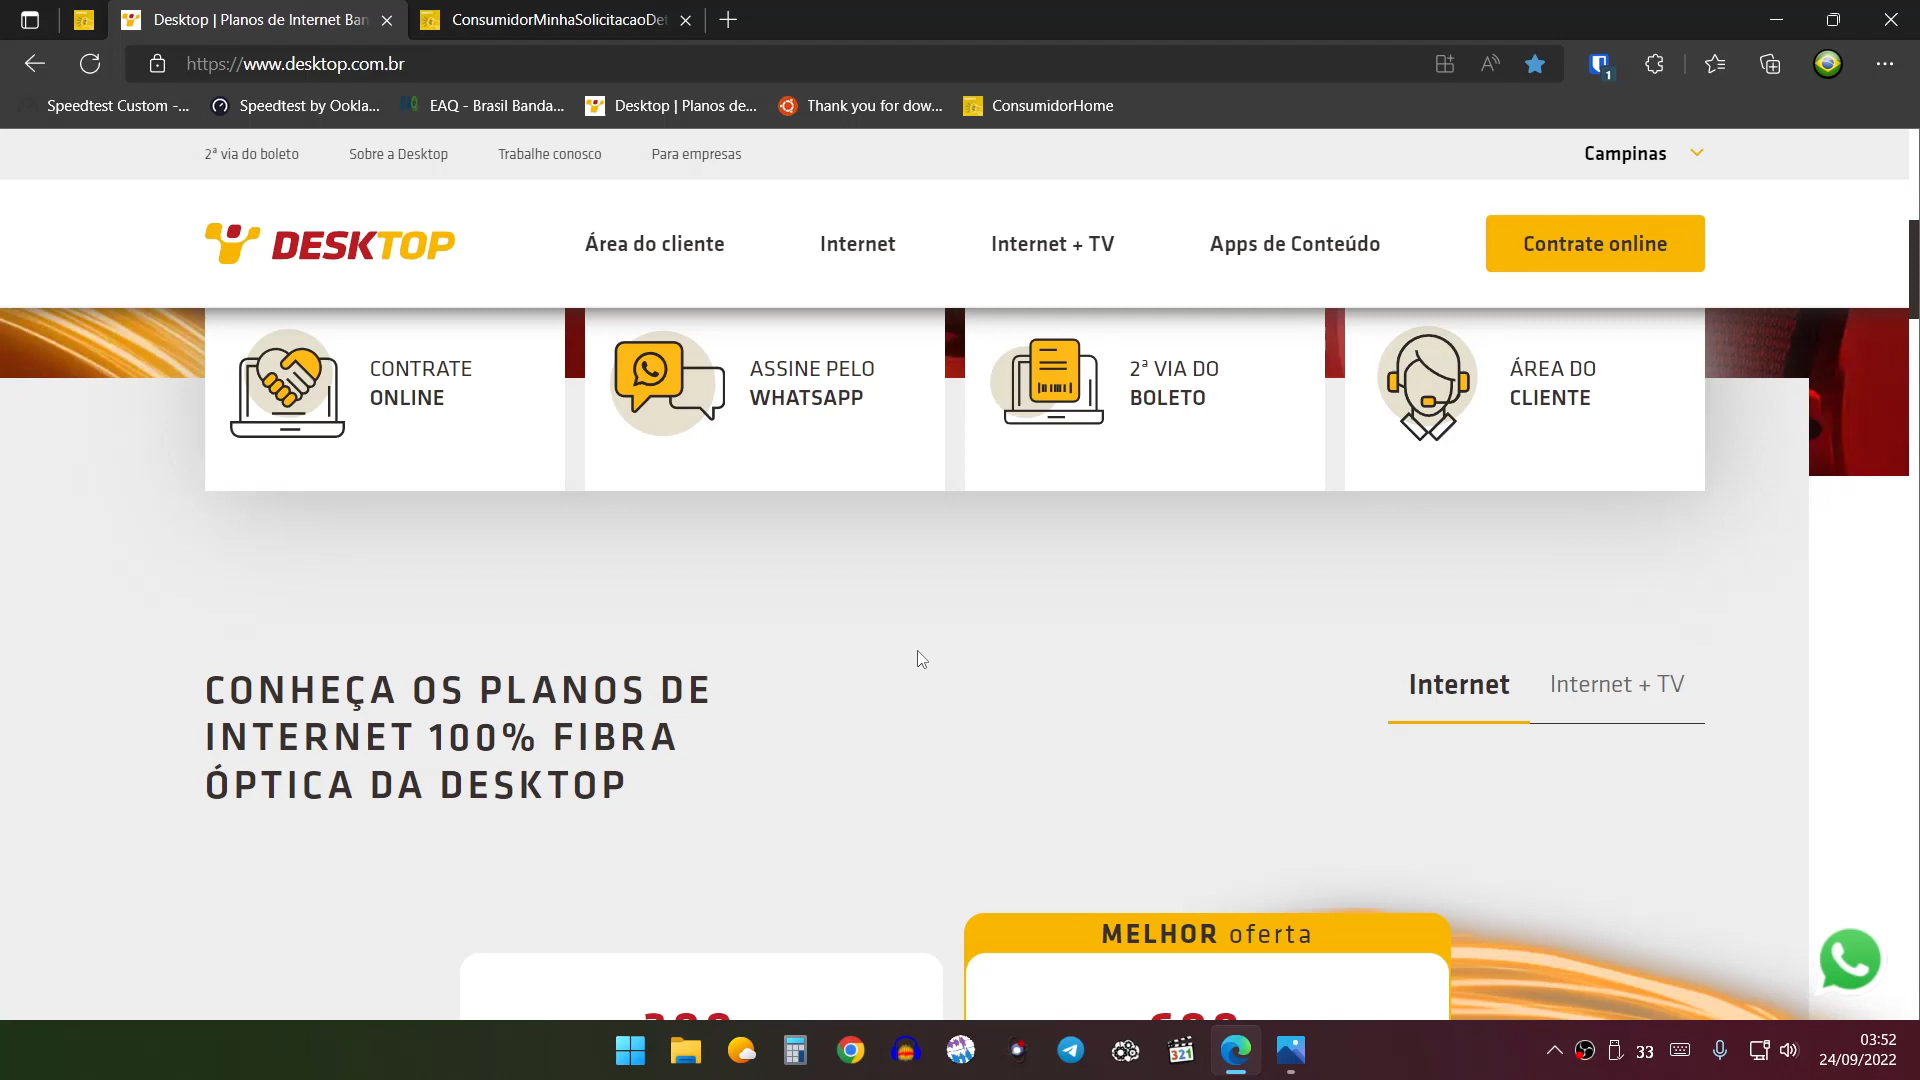 Desktop | Planos de Internet Ban
ConsumidorMinhaSolicitacaoDet
https://www.desktop.com.br
1
Speedtest Custom -...
Speedtest by Ookla...
EAQ - Brasil Banda...
Desktop | Planos de...
Thank you for dow...
ConsumidorHome
2ª via do boleto
Sobre a Desktop
Trabalhe conosco
Para empresas
Campinas
DESKTOP
Área do cliente
Internet
Internet + TV
Apps de Conteúdo
Contrate online
CONTRATE
ONLINE
ASSINE PELO
WHATSAPP
2ª VIA DO
BOLETO
ÁREA DO
CLIENTE
CONHEÇA OS PLANOS DE
INTERNET 100% FIBRA
ÓPTICA DA DESKTOP
Internet
Internet + TV
MELHOR oferta
321
33
03:52
24/09/2022